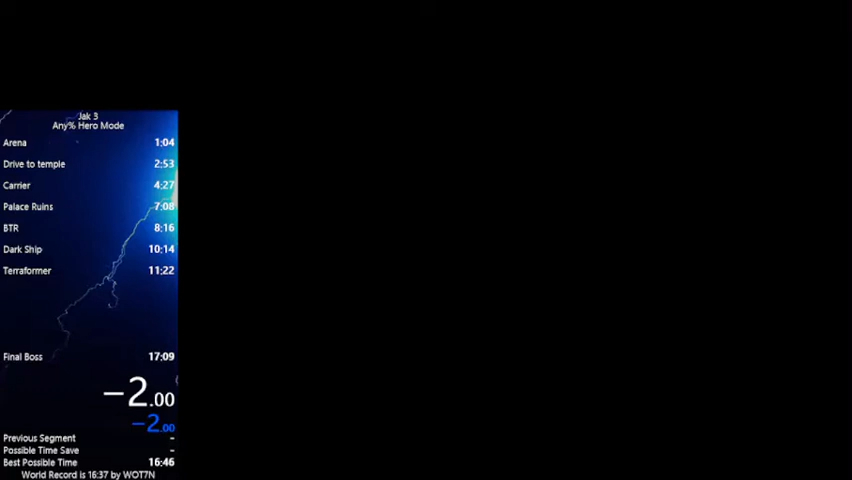 Jak 3
Any% Hero Mode
Arena 1:04
Drive to temple 2:53
Carrier 4:27
Palace Ruins 7:08
BTR 8:16
Dark Ship 10:14
Terraformer 11:22
Final Boss 17:09
−2.00
−2.00
Previous Segment -
Possible Time Save -
Best Possible Time 16:46
World Record is 16:37 by WOT7N